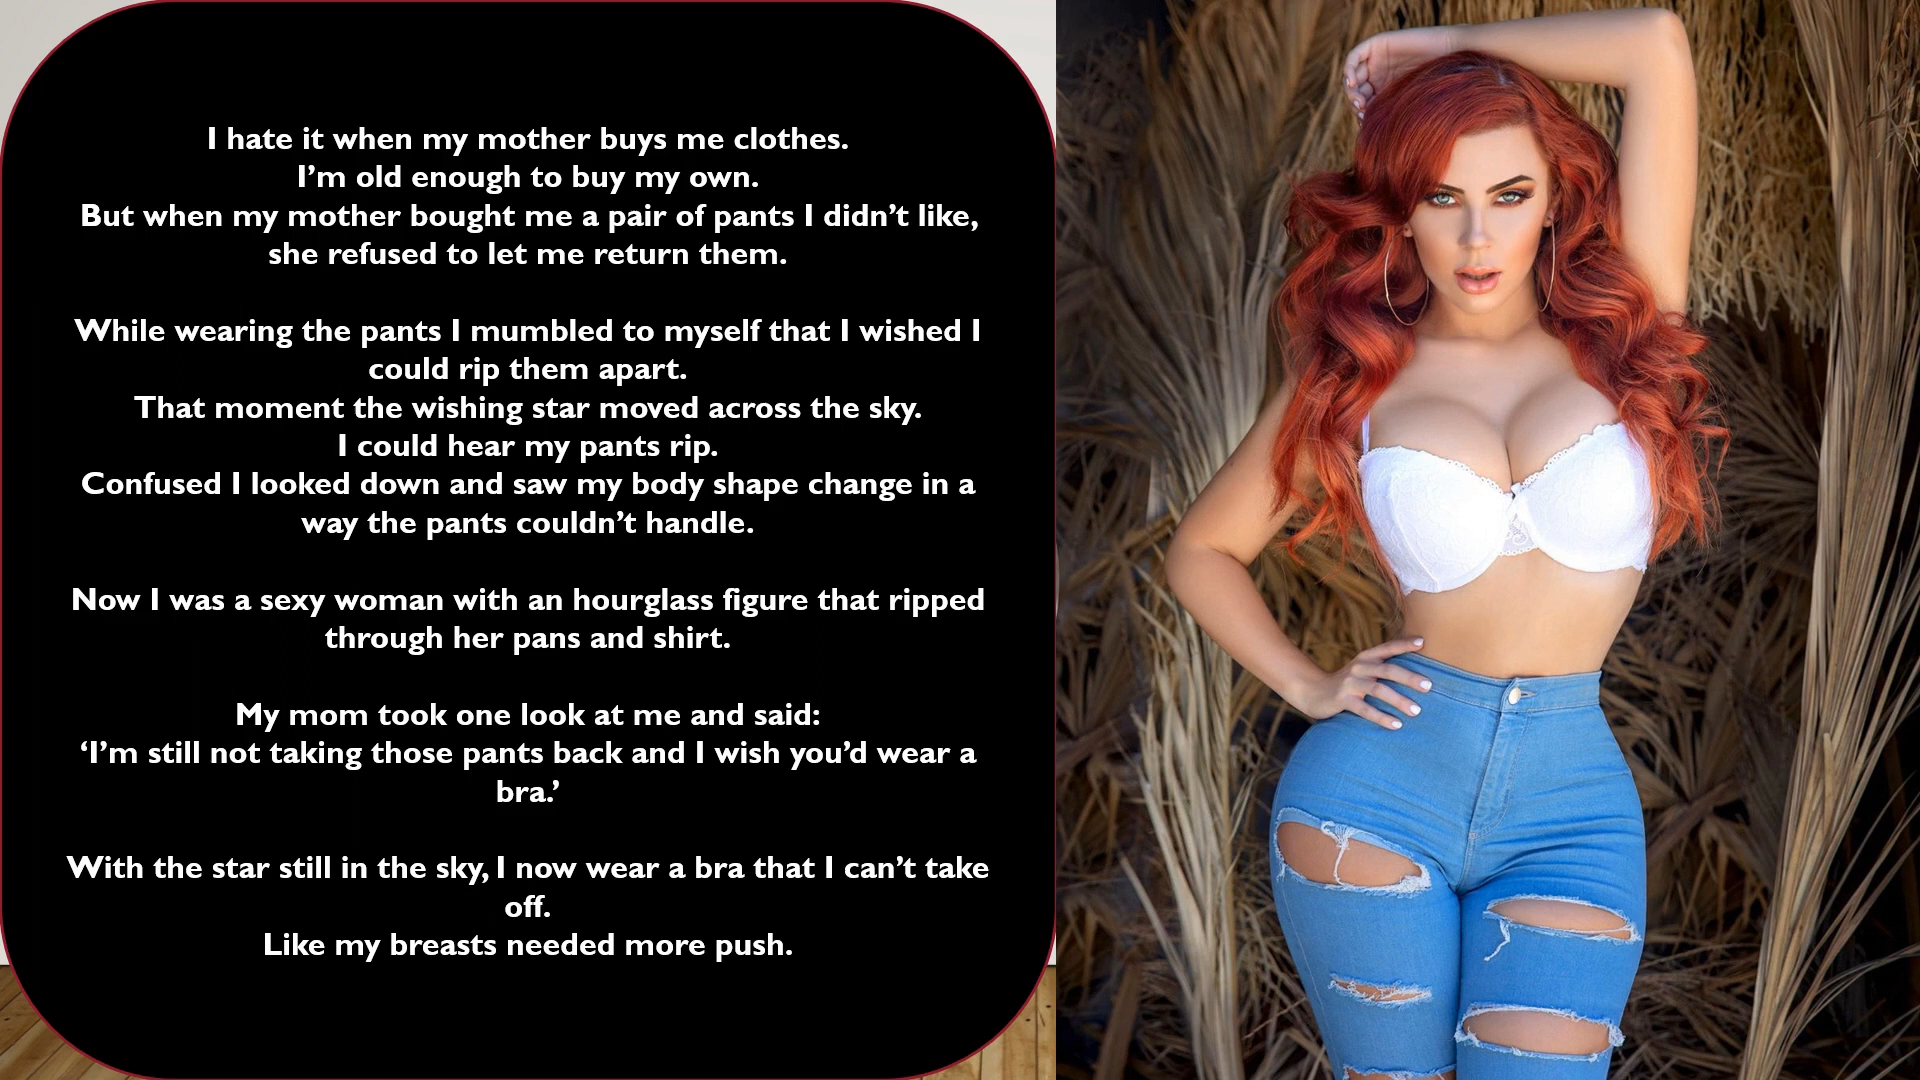 I hate it when my mother buys me clothes.
I’m old enough to buy my own.
But when my mother bought me a pair of pants I didn’t like,
she refused to let me return them.
While wearing the pants I mumbled to myself that I wished I
could rip them apart.
That moment the wishing star moved across the sky.
I could hear my pants rip.
Confused I looked down and saw my body shape change in a
way the pants couldn’t handle.
Now I was a sexy woman with an hourglass figure that ripped
through her pans and shirt.
My mom took one look at me and said:
‘I’m still not taking those pants back and I wish you’d wear a
bra.’
With the star still in the sky, I now wear a bra that I can’t take
off.
Like my breasts needed more push.